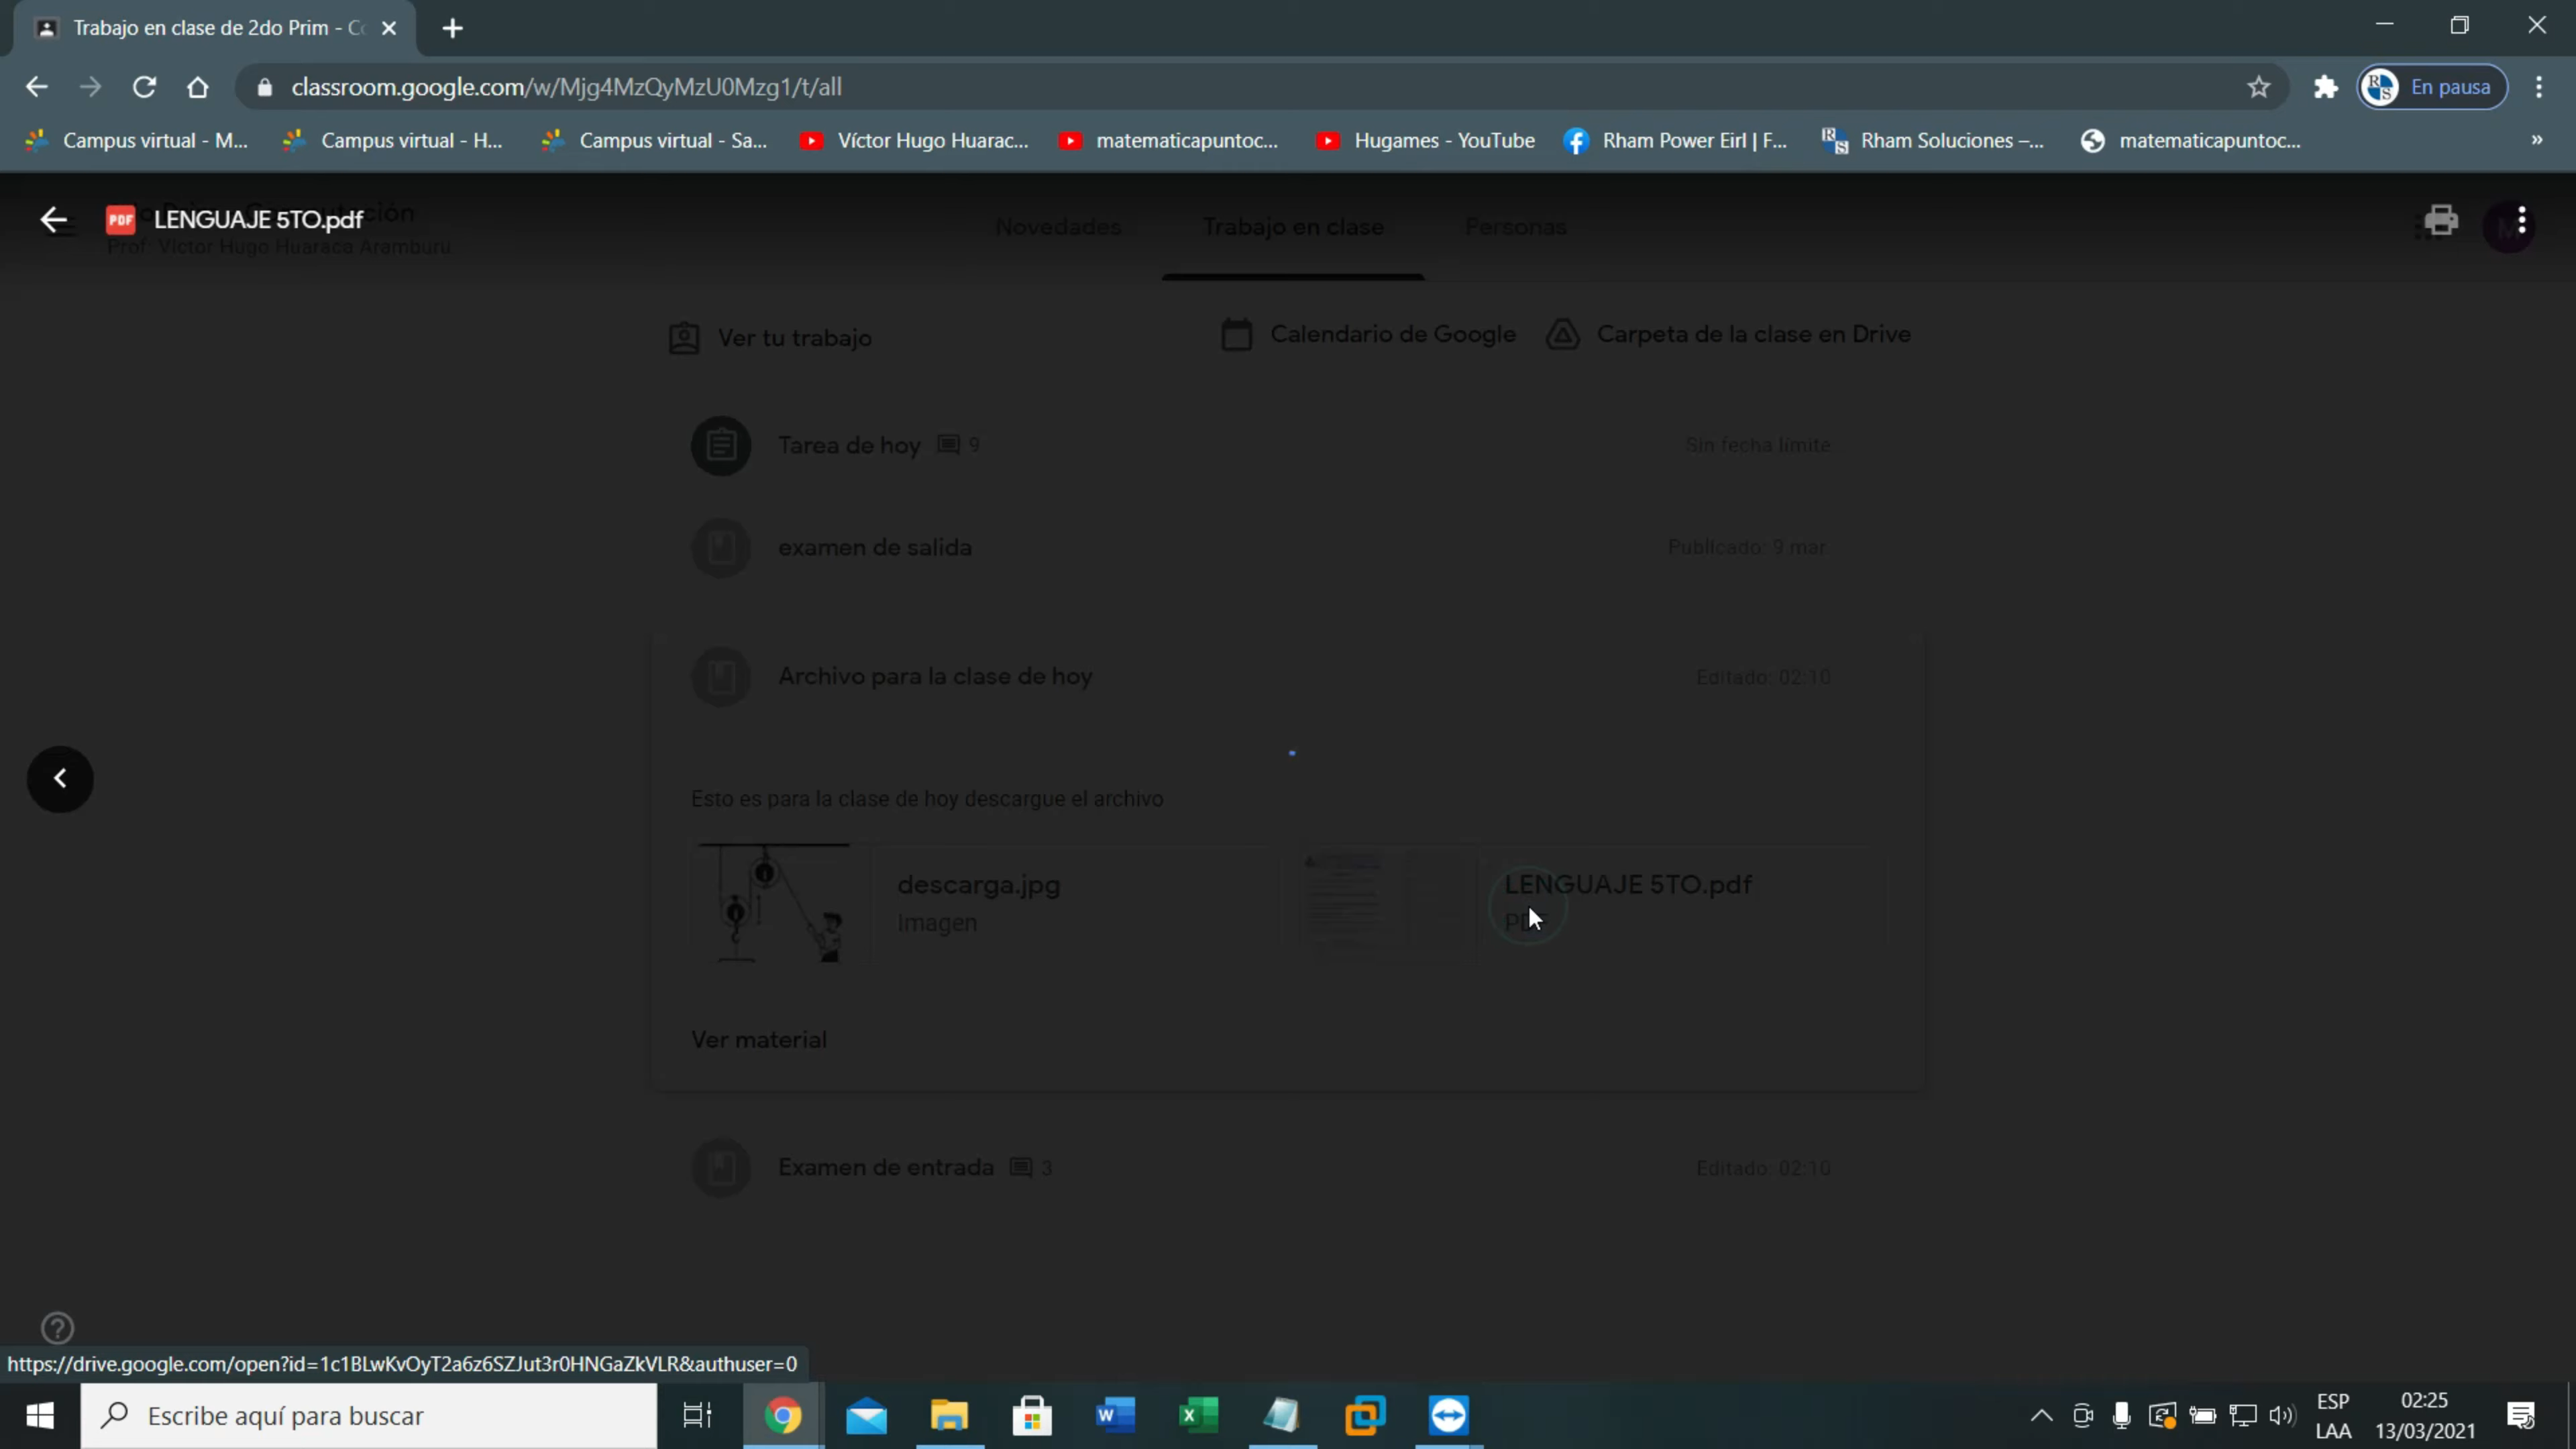 Trabajo en clase de 2do Prim - Co
classroom.google.com/w/Mjg4MzQyMzU0Mzg1/t/all
En pausa
Campus virtual - M...
Campus virtual - H...
Campus virtual - Sa...
Víctor Hugo Huarac...
matematicapuntoc...
Hugames - YouTube
Rham Power Eirl | F...
Rham Soluciones –...
matematicapuntoc...
»
PDF LENGUAJE 5TO.pdf
Prof: Víctor Hugo Huaraca Aramburu
Novedades
Trabajo en clase
Personas
Ver tu trabajo
Calendario de Google
Carpeta de la clase en Drive
Tarea de hoy 9
Sin fecha límite
examen de salida
Publicado: 9 mar.
Archivo para la clase de hoy
Editado: 02:10
Esto es para la clase de hoy descargue el archivo
descarga.jpg
Imagen
LENGUAJE 5TO.pdf
PDF
Ver material
Examen de entrada 3
Editado: 02:10
https://drive.google.com/open?id=1c1BLwKvOyT2a6z6SZJut3r0HNGaZkVLR&authuser=0
Escribe aquí para buscar
ESP
LAA
02:25
13/03/2021